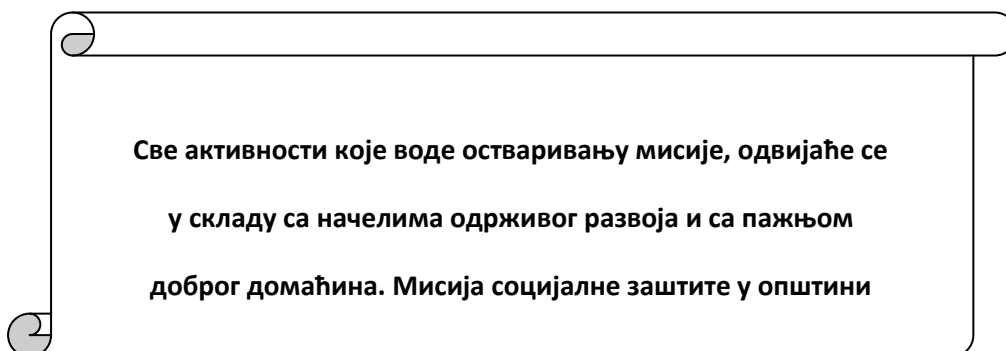 Све активности које воде остваривању мисије, одвијаће се
у складу са начелима одрживог развоја и са пажњом
доброг домаћина. Мисија социјалне заштите у општини